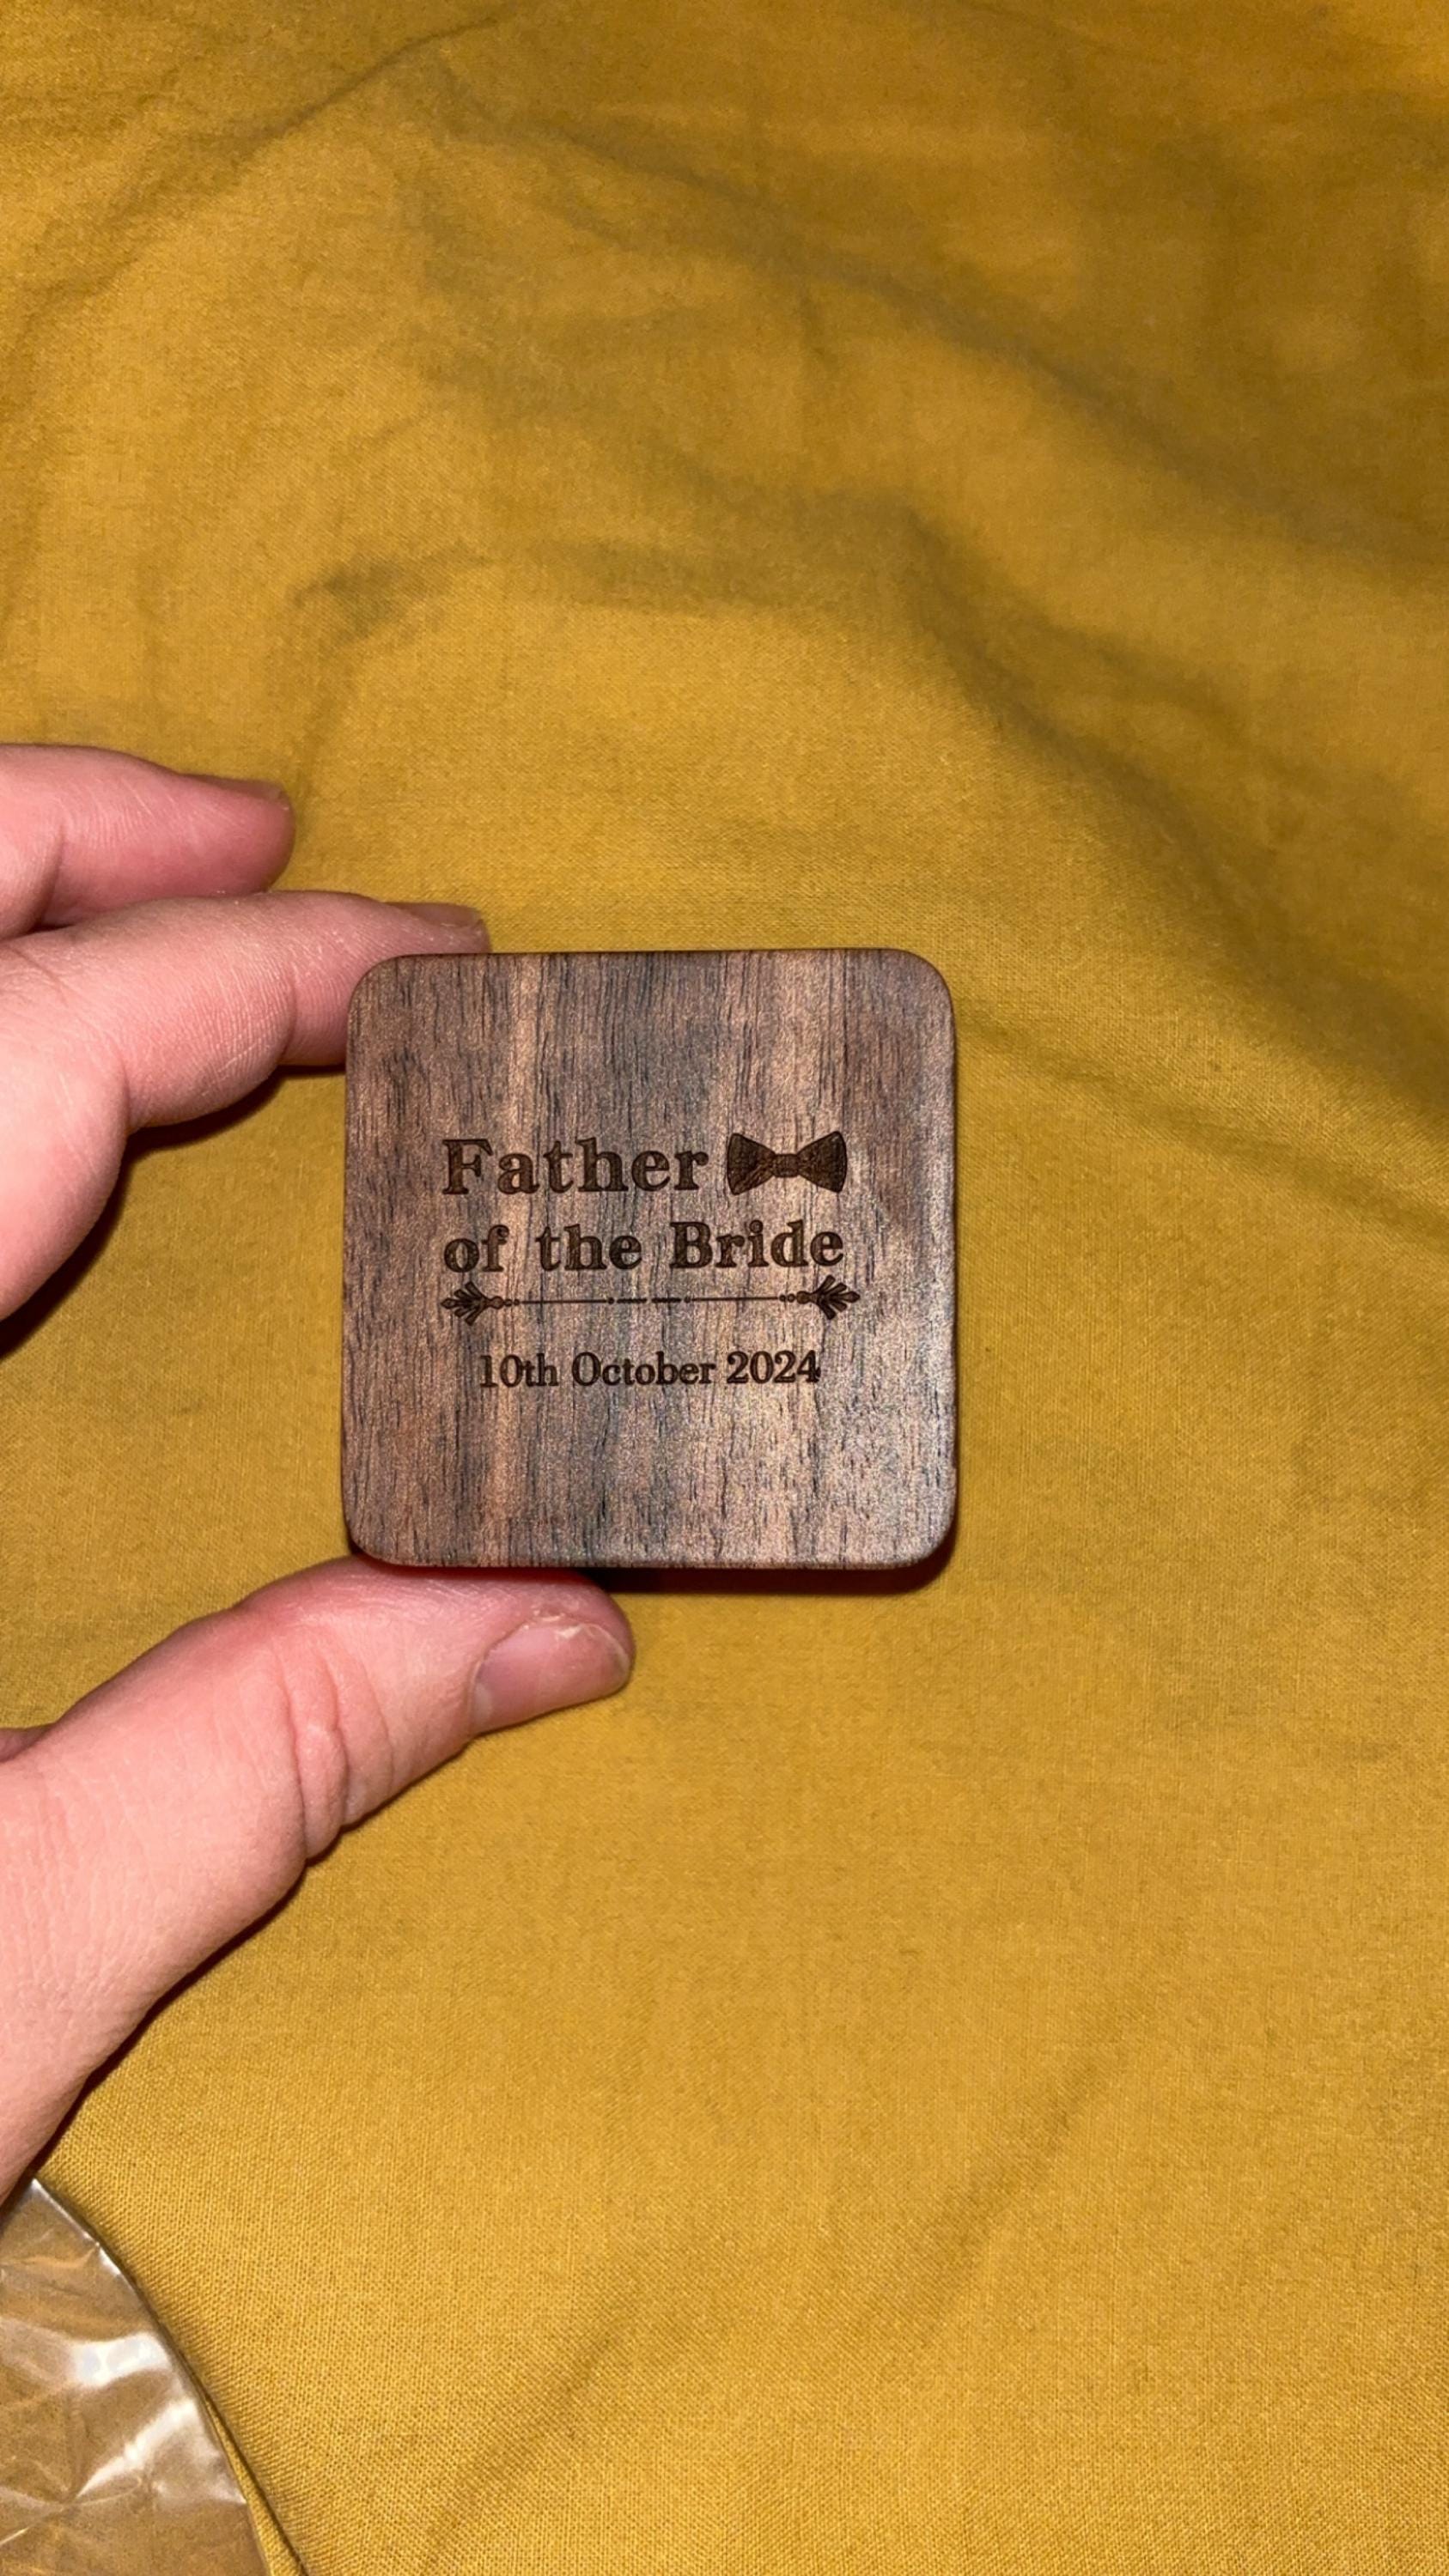 Father
of the Bride
10th October 2024